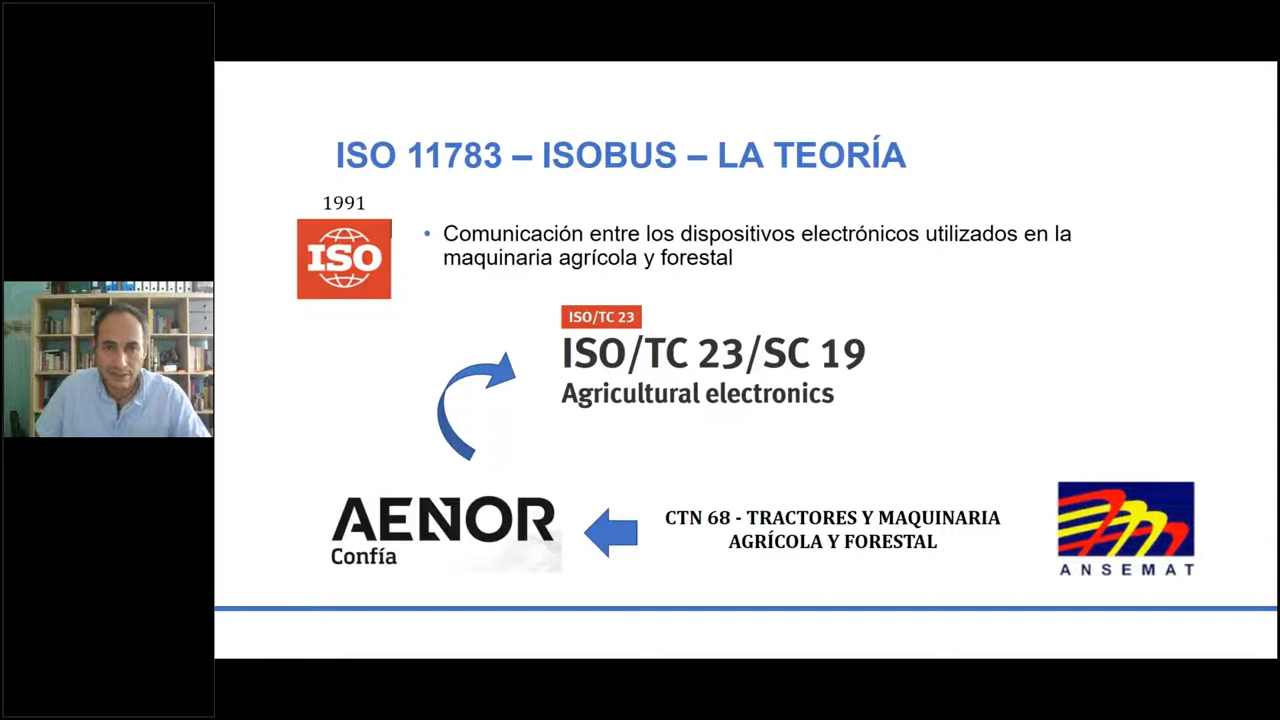 ISO 11783 – ISOBUS – LA TEORÍA
1991
ISO
• Comunicación entre los dispositivos electrónicos utilizados en la
maquinaria agrícola y forestal
ISO/TC 23
ISO/TC 23/SC 19
Agricultural electronics
AENOR
Confía
CTN 68 - TRACTORES Y MAQUINARIA
AGRÍCOLA Y FORESTAL
ANSEMAT